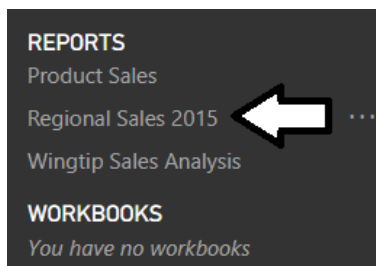 REPORTS
Product Sales
Regional Sales 2015
Wingtip Sales Analysis
WORKBOOKS
You have no workbooks